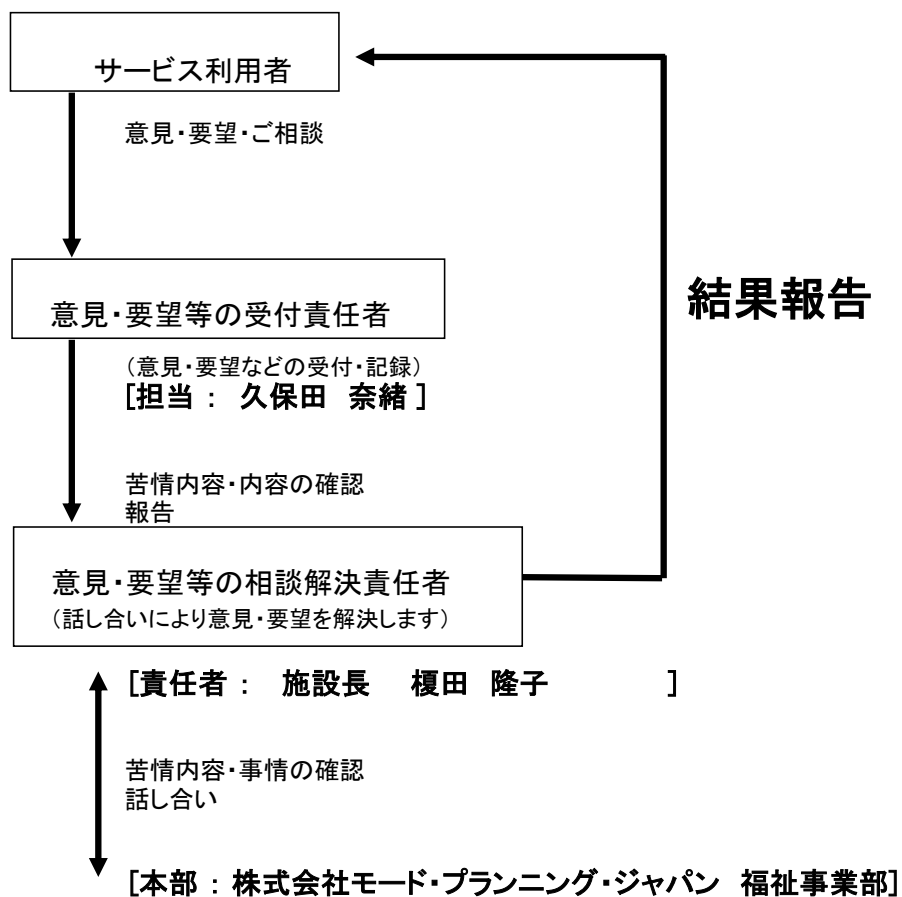 サービス利用者
意見・要望・ご相談
意見・要望等の受付責任者
（意見・要望などの受付・記録）
[担当 ： 久保田　奈緒 ]
苦情内容・内容の確認
報告
意見・要望等の相談解決責任者
（話し合いにより意見・要望を解決します）
結果報告
[責任者 ：　施設長　 榎田　隆子　　　　　]
苦情内容・事情の確認
話し合い
[本部 ： 株式会社モード・プランニング・ジャパン　福祉事業部]